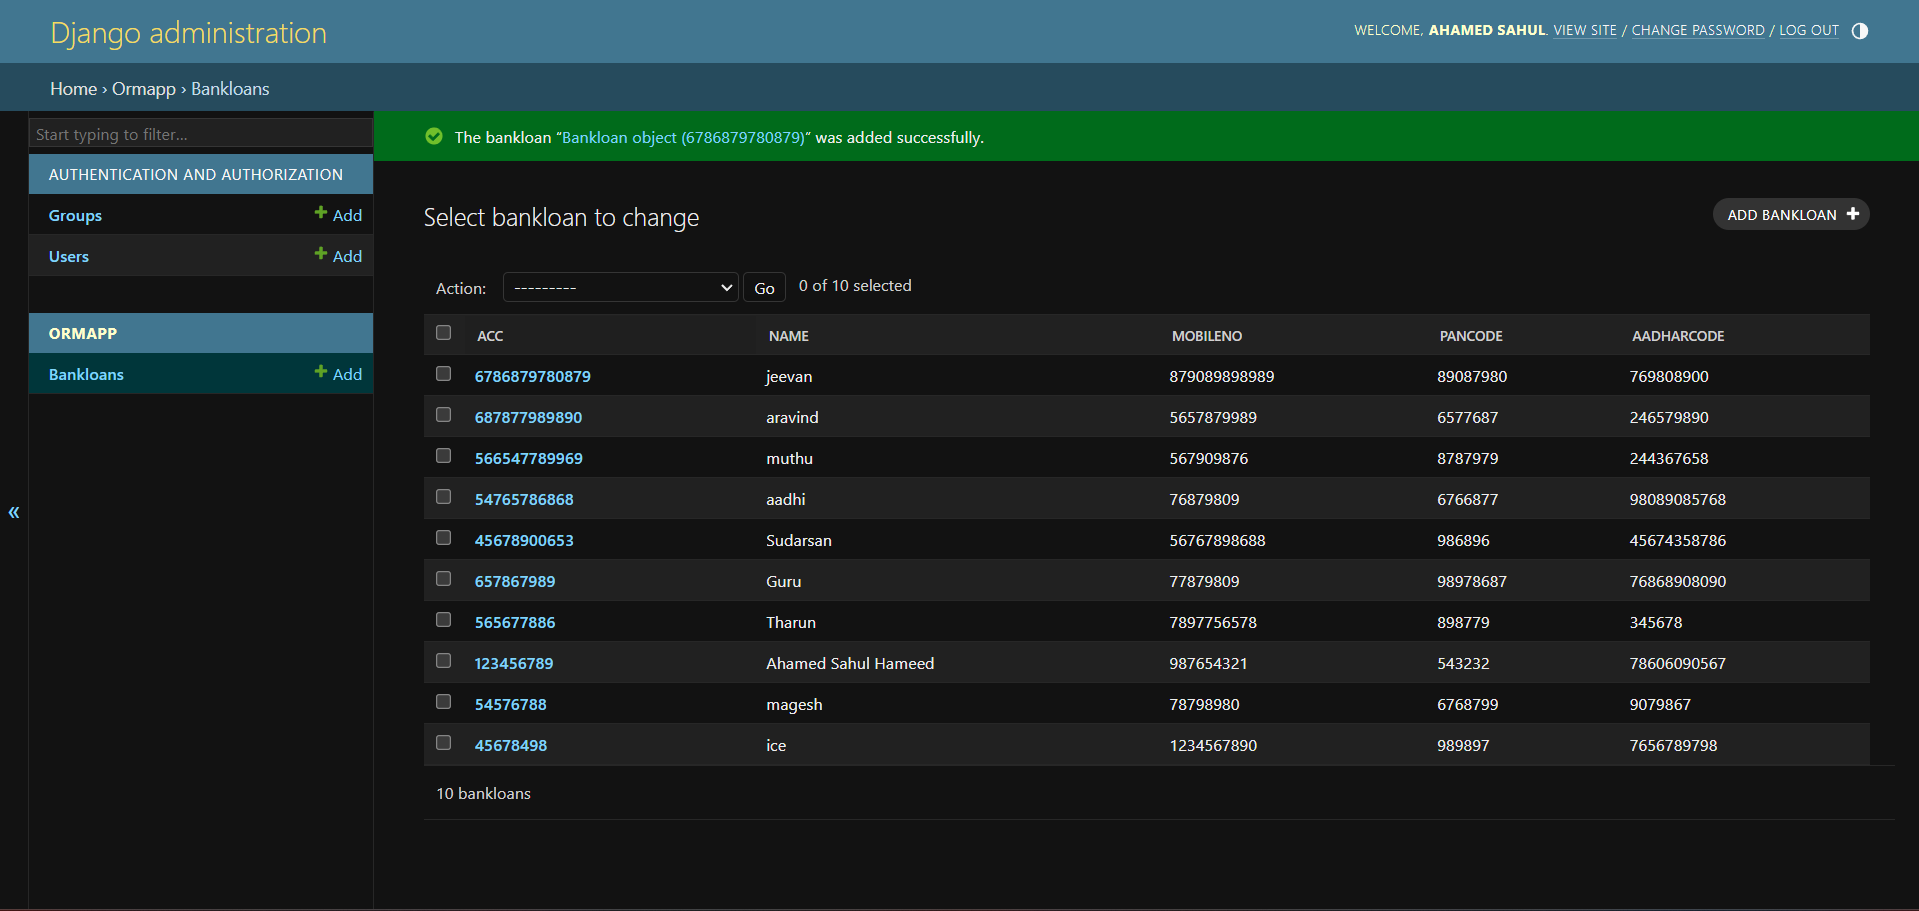 Django administration
WELCOME, AHAMED SAHUL. VIEW SITE / CHANGE PASSWORD / LOG OUT
Home › Ormapp › Bankloans
Start typing to filter...
AUTHENTICATION AND AUTHORIZATION
Groups Add
Users Add
ORMAPP
Bankloans Add
«
The bankloan “Bankloan object (6786879780879)” was added successfully.
Select bankloan to change
ADD BANKLOAN
Action: --------- Go 0 of 10 selected
ACC NAME MOBILENO PANCODE AADHARCODE
6786879780879 jeevan 879089898989 89087980 769808900
687877989890 aravind 5657879989 6577687 246579890
566547789969 muthu 567909876 8787979 244367658
54765786868 aadhi 76879809 6766877 98089085768
45678900653 Sudarsan 56767898688 986896 45674358786
657867989 Guru 77879809 98978687 76868908090
565677886 Tharun 7897756578 898779 345678
123456789 Ahamed Sahul Hameed 987654321 543232 78606090567
54576788 magesh 78798980 6768799 9079867
45678498 ice 1234567890 989897 7656789798
10 bankloans